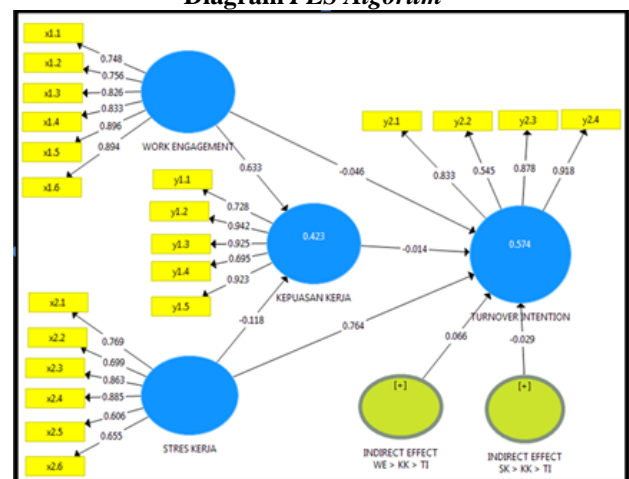 Diagram PLS Algoritm
x1.1
x1.2
x1.3
x1.4
x1.5
x1.6
0.748
0.756
0.826
0.833
0.896
0.894
WORK ENGAGEMENT
0.633
-0.046
y2.1
y2.2
y2.3
y2.4
0.833
0.545
0.878
0.918
y1.1
y1.2
y1.3
y1.4
y1.5
0.728
0.942
0.925
0.695
0.923
0.423
KEPUASAN KERJA
-0.014
0.574
TURNOVER INTENTION
x2.1
x2.2
x2.3
x2.4
x2.5
x2.6
0.769
0.699
0.863
0.885
0.606
0.655
-0.118
0.764
STRES KERJA
0.066
-0.029
[+]
[+]
INDIRECT EFFECT
WE > KK > TI
INDIRECT EFFECT
SK > KK > TI